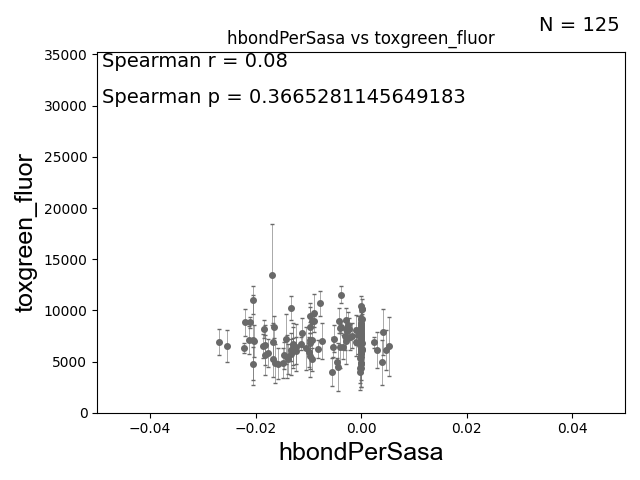 N = 125
hbondPerSasa vs toxgreen_fluor
Spearman r = 0.08
Spearman p = 0.3665281145649183
toxgreen_fluor
35000
30000
25000
20000
15000
10000
5000
0
−0.04 −0.02 0.00 0.02 0.04
hbondPerSasa